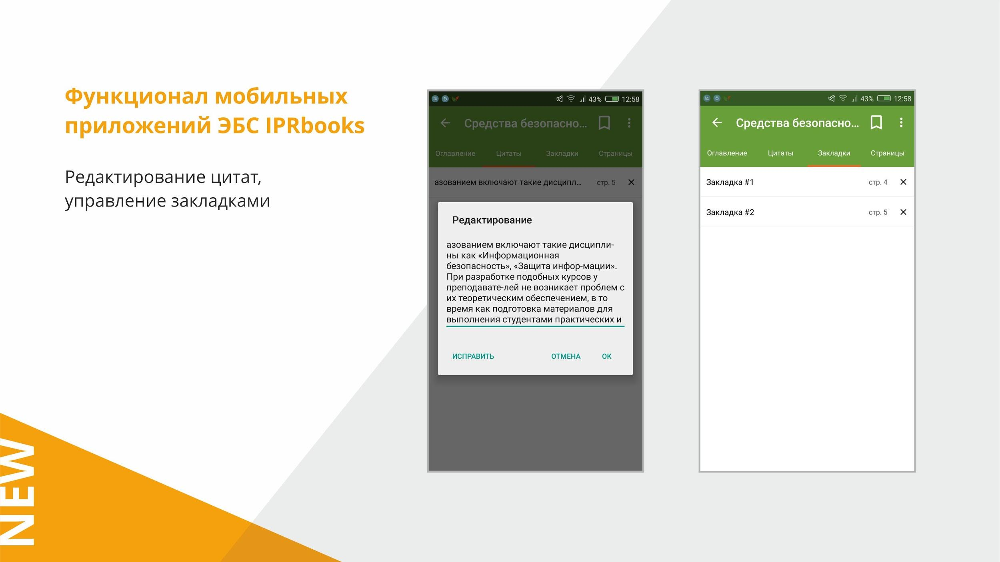 Функционал мобильных
приложений ЭБС IPRbooks
Редактирование цитат,
управление закладками
NEW
43% 12:58
Средства безопасно...
Оглавление Цитаты Закладки Страницы
азованием включают такие дисципл... стр. 5
Редактирование
азованием включают такие дисципли-
ны как «Информационная
безопасность», «Защита инфор-мации».
При разработке подобных курсов у
преподавате-лей не возникает проблем с
их теоретическим обеспечением, в то
время как подготовка материалов для
выполнения студентами практических и
ИСПРАВИТЬ ОТМЕНА ОК
43% 12:58
Средства безопасно...
Оглавление Цитаты Закладки Страницы
Закладка #1 стр. 4
Закладка #2 стр. 5